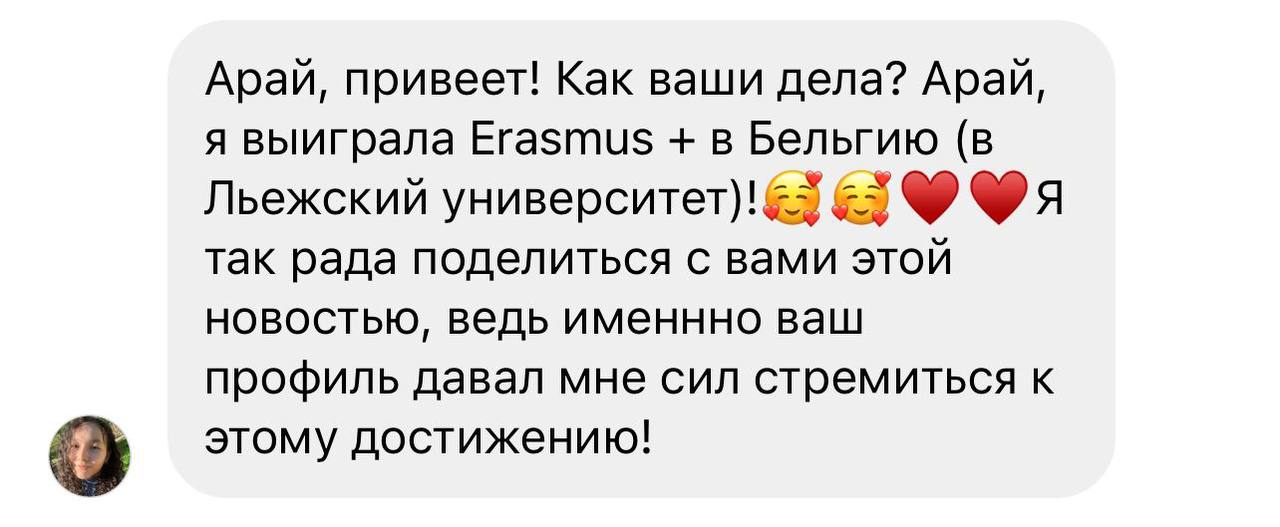 Арай, привеет! Как ваши дела? Арай,
я выиграла Erasmus + в Бельгию (в
Льежский университет)!🥰🥰♥️♥️Я
так рада поделиться с вами этой
новостью, ведь именнно ваш
профиль давал мне сил стремиться к
этому достижению!